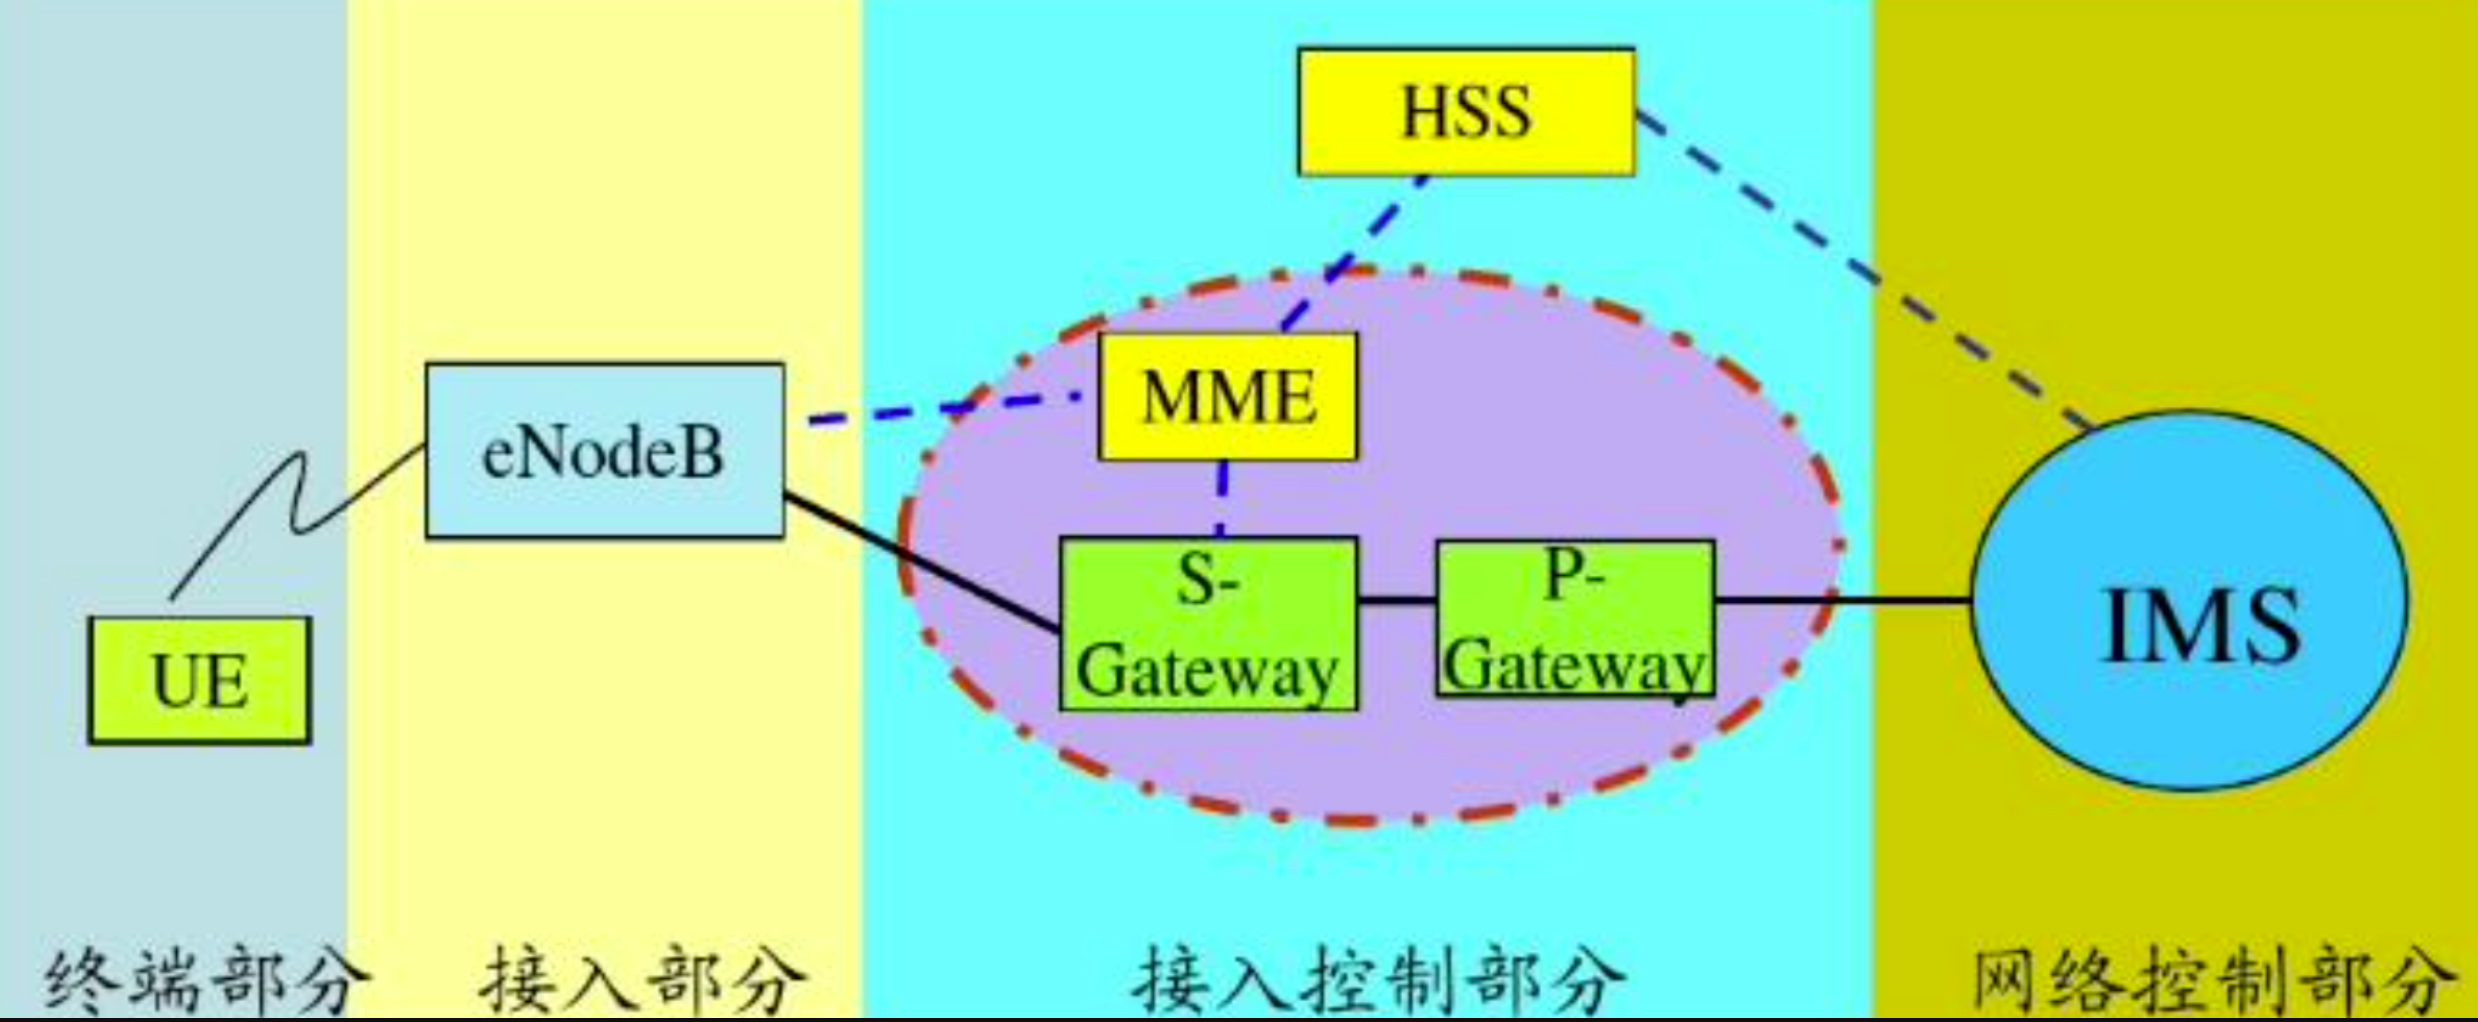 HSS
MME
eNodeB
S-
Gateway
P-
Gateway
UE
IMS
终端部分
接入部分
接入控制部分
网络控制部分